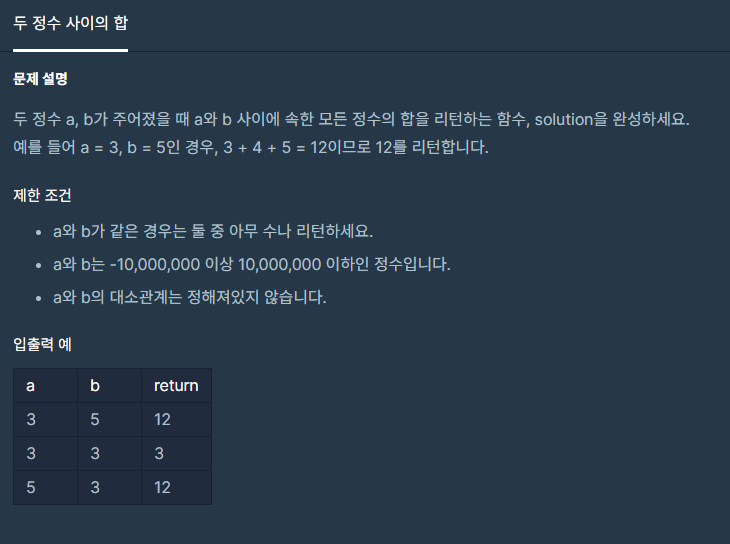 두 정수 사이의 합
문제 설명
두 정수 a, b가 주어졌을 때 a와 b 사이에 속한 모든 정수의 합을 리턴하는 함수, solution을 완성하세요.
예를 들어 a = 3, b = 5인 경우, 3 + 4 + 5 = 12이므로 12를 리턴합니다.
제한 조건
• a와 b가 같은 경우는 둘 중 아무 수나 리턴하세요.
• a와 b는 -10,000,000 이상 10,000,000 이하인 정수입니다.
• a와 b의 대소관계는 정해져있지 않습니다.
입출력 예
a b return
3 5 12
3 3 3
5 3 12